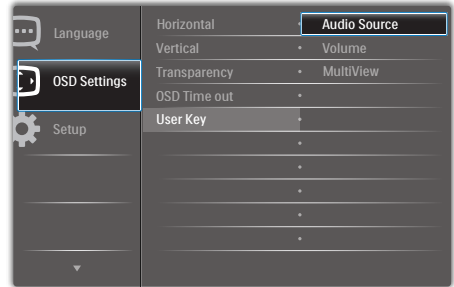 Language
OSD Settings
Setup
Horizontal
Vertical
Transparency
OSD Time out
User Key
Audio Source
Volume
MultiView